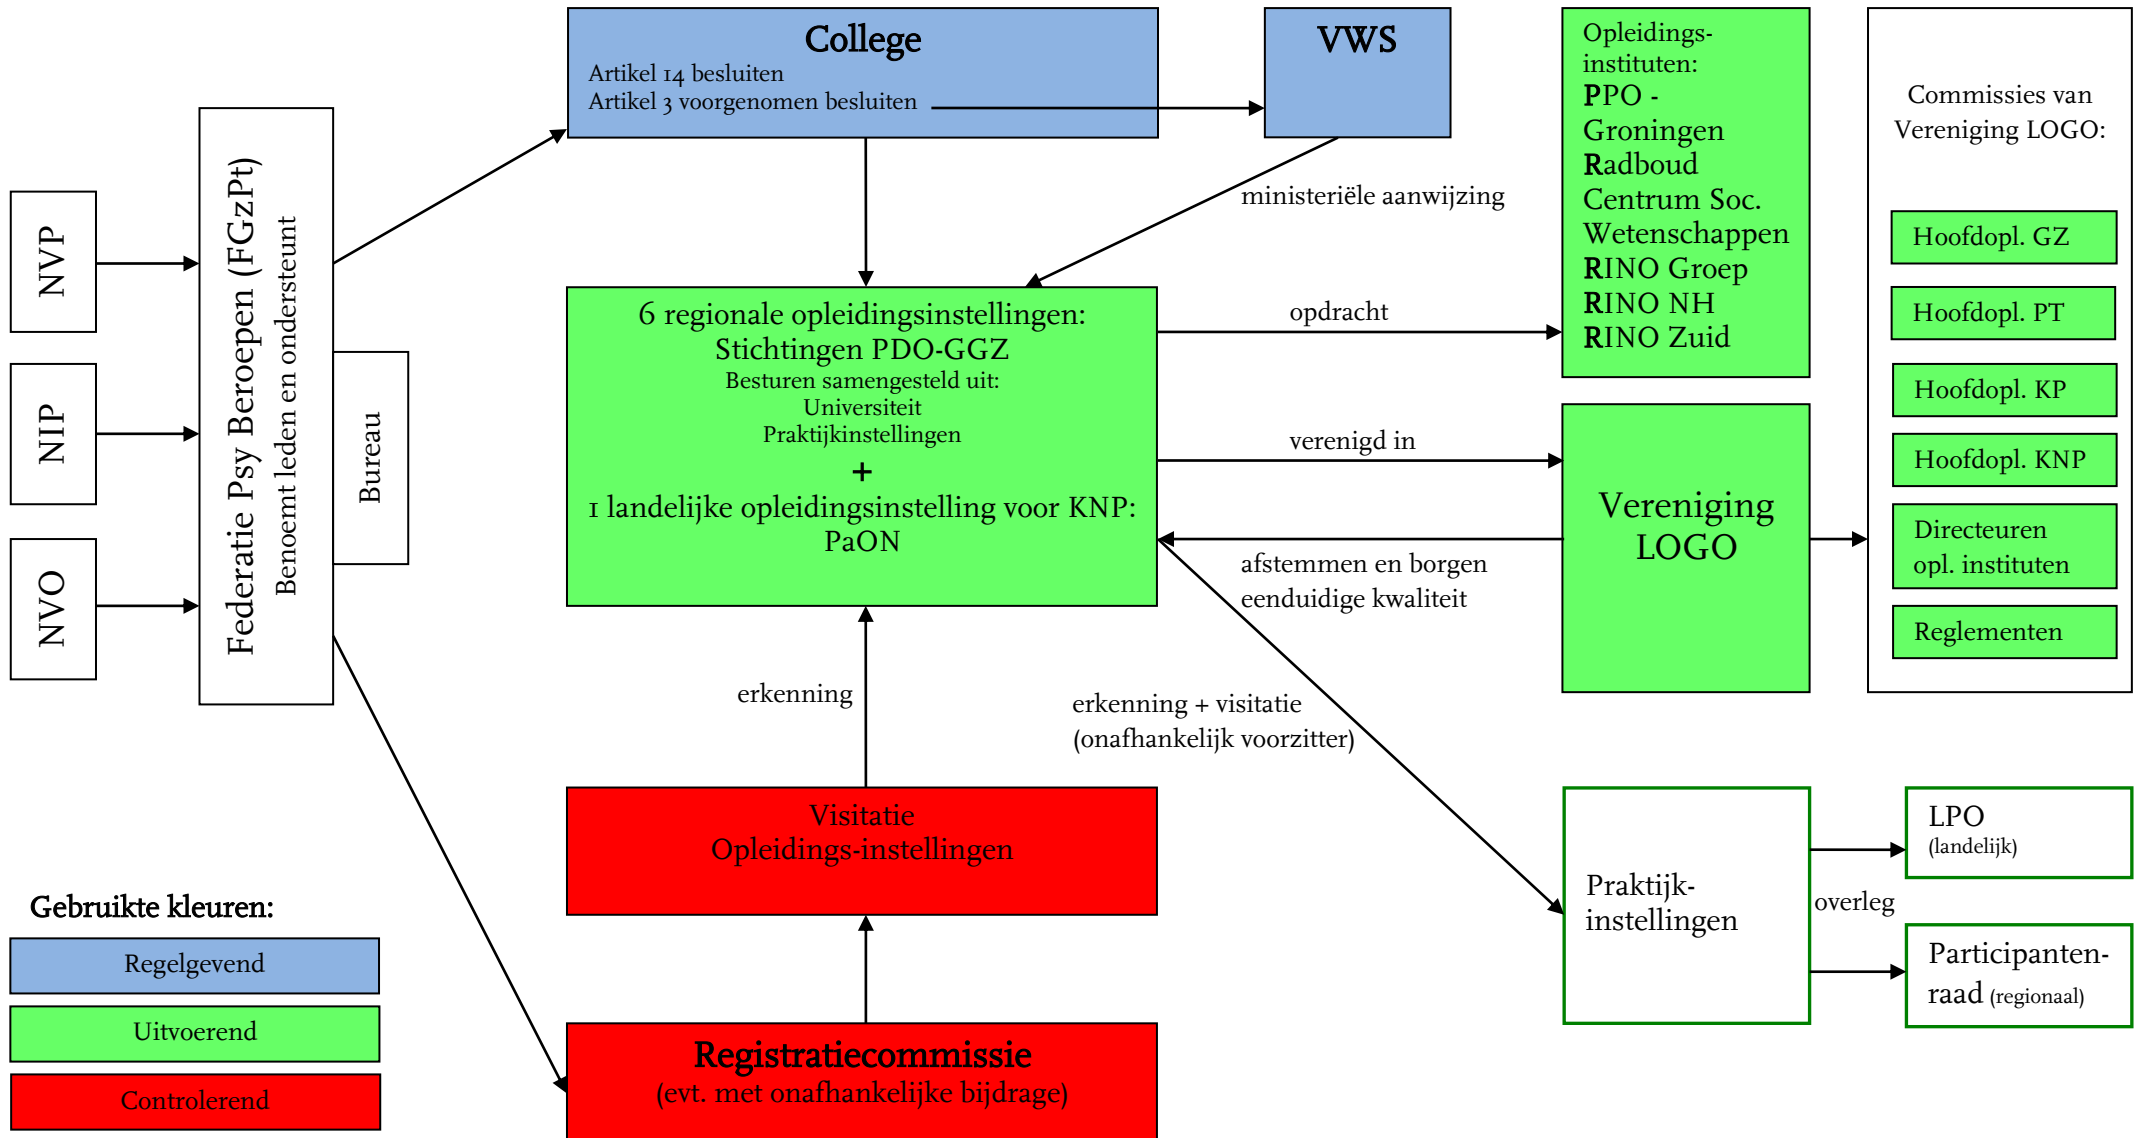 College
Artikel 14 besluiten
Artikel 3 voorgenomen besluiten
VWS
ministeriële aanwijzing
NVP
NIP
NVO
Federatie Psy Beroepen (FGzPt)
Benoemt leden en ondersteunt
Bureau
6 regionale opleidingsinstellingen:
Stichtingen PDO-GGZ
Besturen samengesteld uit:
Universiteit
Praktijkinstellingen
+
1 landelijke opleidingsinstelling voor KNP:
PaON
opdracht
verenigd in
afstemmen en borgen
eenduidige kwaliteit
erkenning
erkenning + visitatie
(onafhankelijk voorzitter)
Opleidings-
instituten:
PPO -
Groningen
Radboud
Centrum Soc.
Wetenschappen
RINO Groep
RINO NH
RINO Zuid
Vereniging
LOGO
Commissies van
Vereniging LOGO:
Hoofdopl. GZ
Hoofdopl. PT
Hoofdopl. KP
Hoofdopl. KNP
Directeuren
opl. instituten
Reglementen
Visitatie
Opleidings-instellingen
Registratiecommissie
(evt. met onafhankelijke bijdrage)
Praktijk-
instellingen
overleg
LPO
(landelijk)
Participanten-
raad (regionaal)
Gebruikte kleuren:
Regelgevend
Uitvoerend
Controlerend